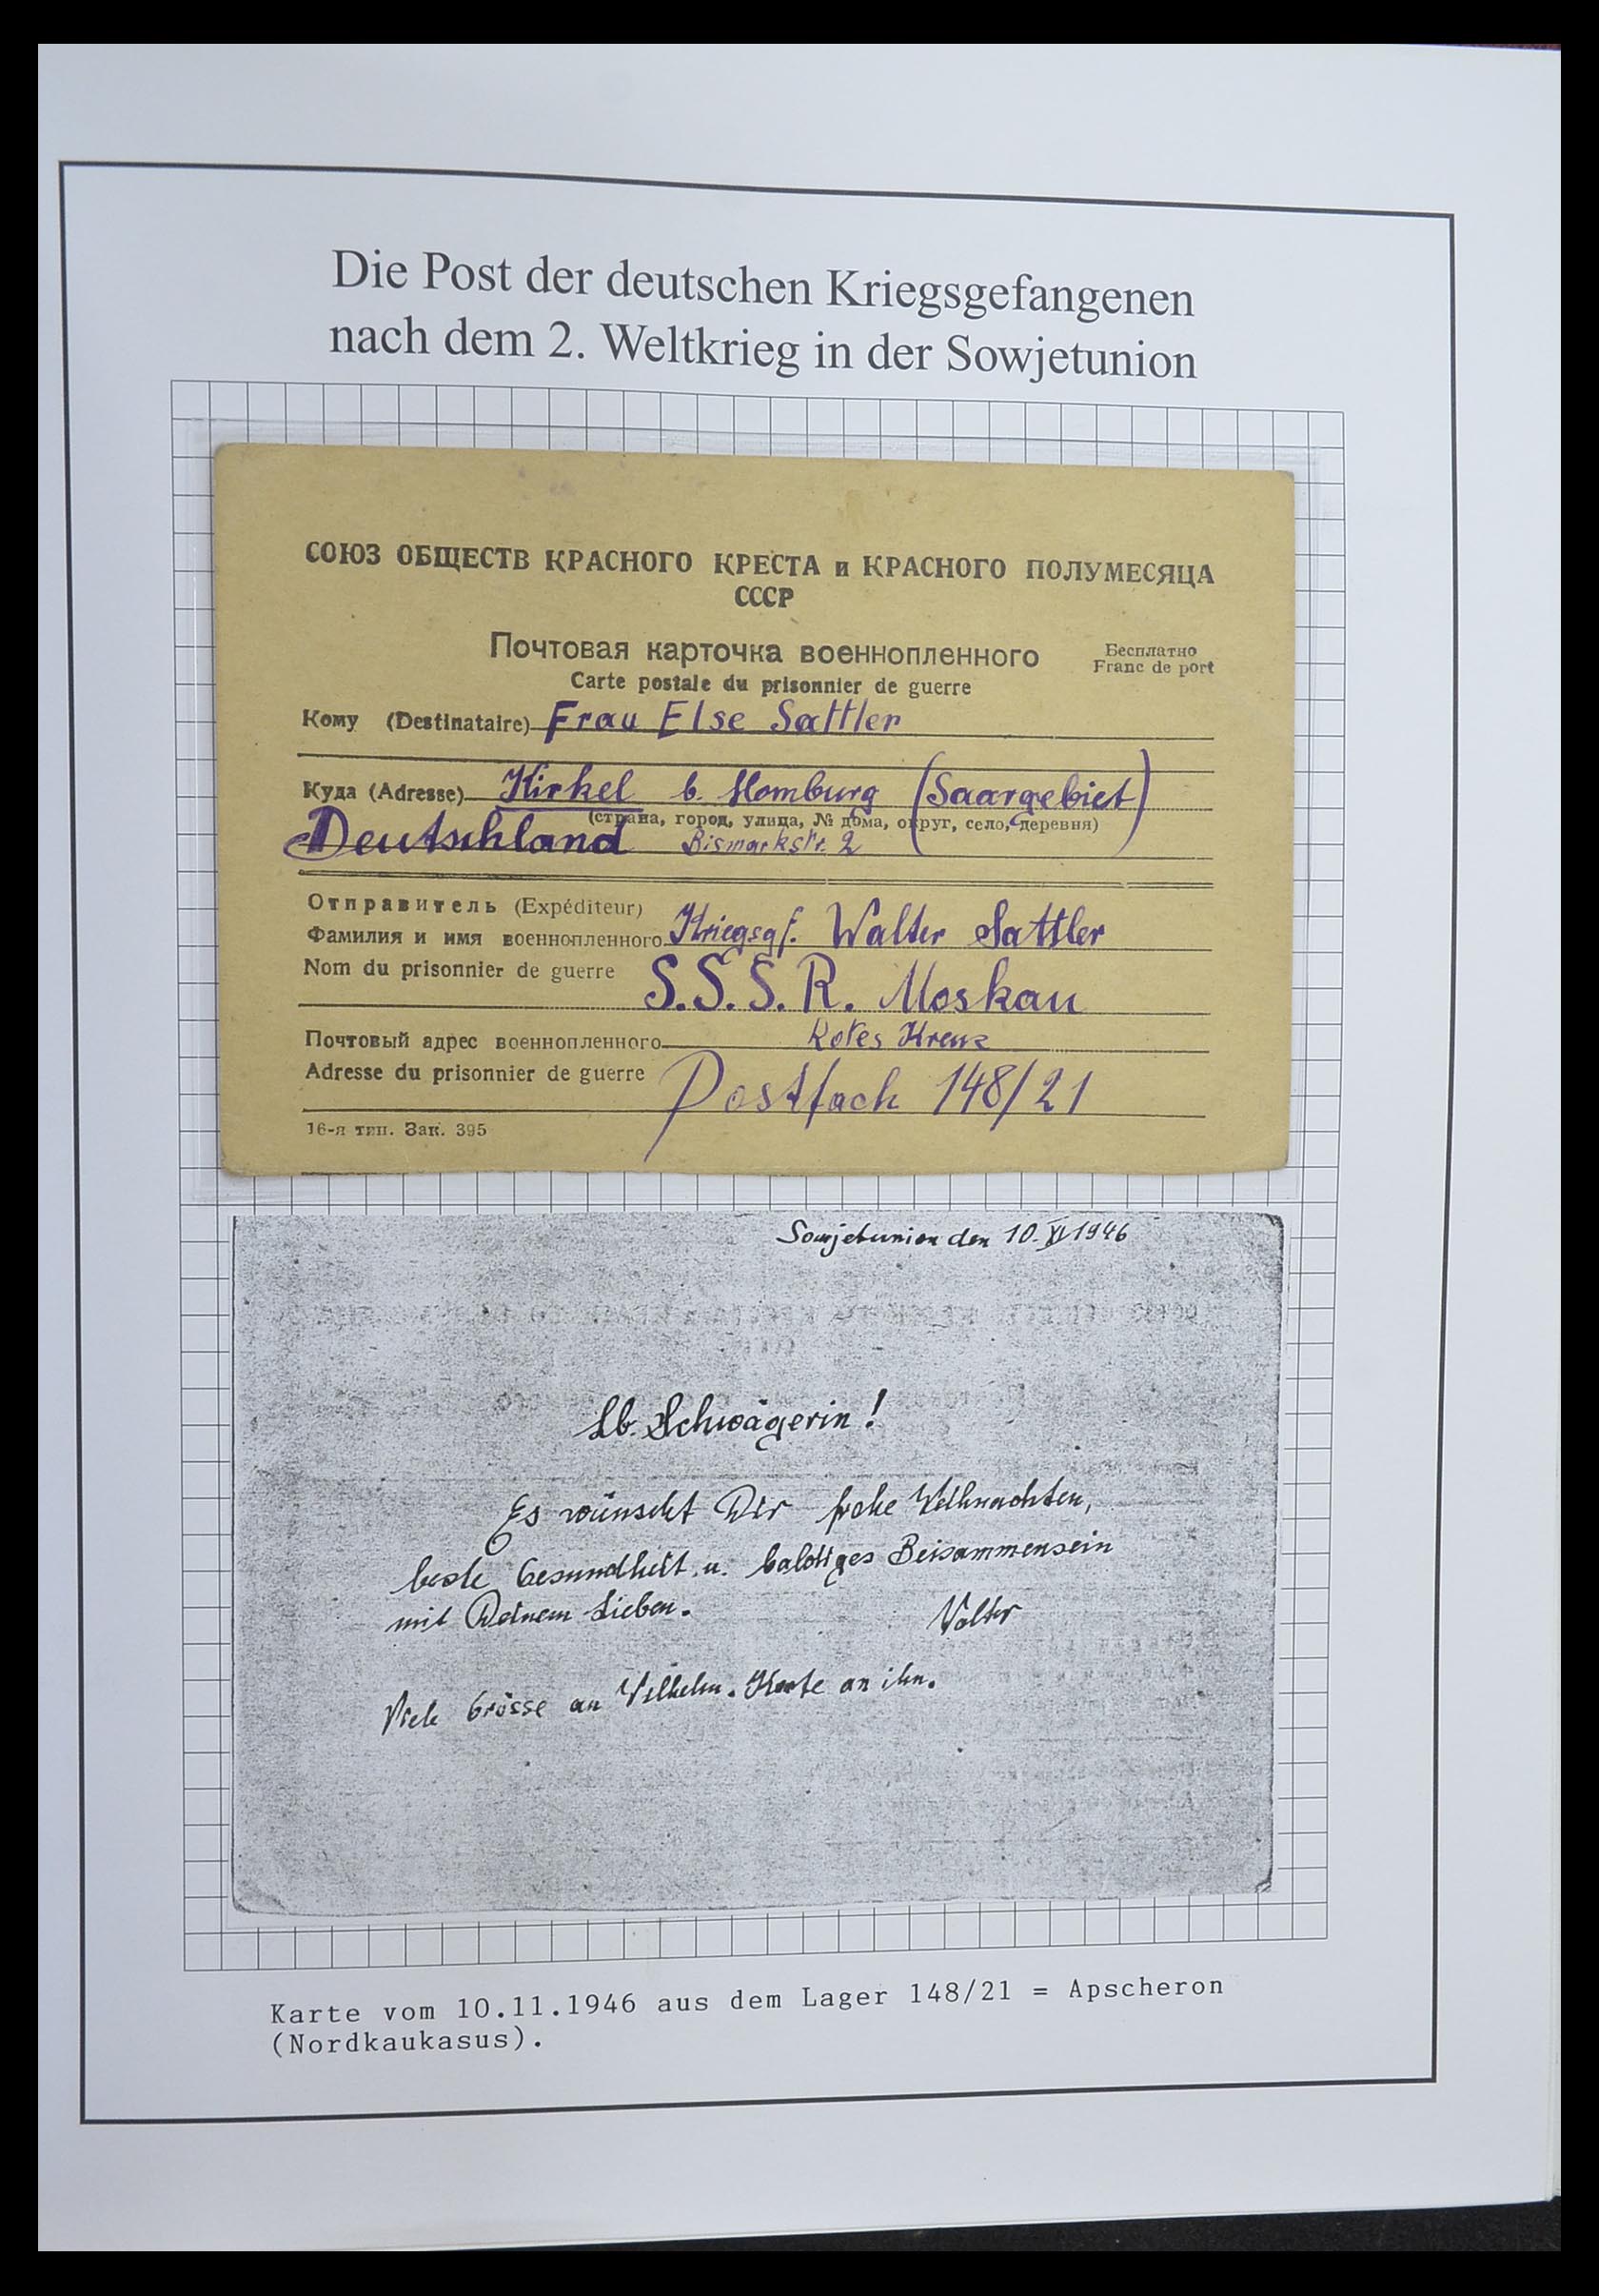 Die Post der deutschen Kriegsgefangenen
nach dem 2. Weltkrieg in der Sowjetunion
СОЮЗ ОБЩЕСТВ КРАСНОГО КРЕСТА и КРАСНОГО ПОЛУМЕСЯЦА
СССР
Почтовая карточка военнопленного
Бесплатно
Carte postale du prisonnier de guerre
Franc de port
Кому (Destinataire) Frau Else Sattler
Куда (Adresse) Kirkel b. Homburg (Saargebiet)
(страна, город, улица, № дома, округ, село, деревня)
Deutschland Bismarkstr. 2
Отправитель (Expéditeur)
Фамилия и имя военнопленного Kriegsgf. Walter Sattler
Nom du prisonnier de guerre S.S.S.R. Moskau
Почтовый адрес военнопленного Rotes Kreuz
Adresse du prisonnier de guerre Postfach 148/21
16-я тип. Зак. 395
Sowjetunion den 10. XI 1946
Lb. Schwägerin!
Es wünscht Dir frohe Weihnachten,
beste Gesundheit u. baldiges Beisammensein
mit Deinem Lieben.
Walter
Viele Grüsse an Wilhelm. Karte an ihn.
Karte vom 10.11.1946 aus dem Lager 148/21 = Apscheron
(Nordkaukasus).